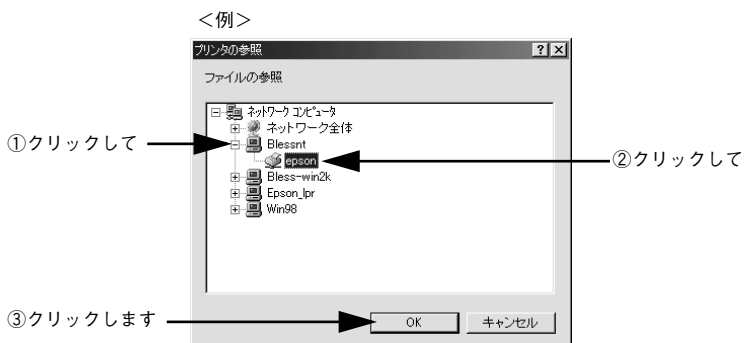 ＜例＞
プリンタの参照
ファイルの参照
ネットワーク コンピュータ
ネットワーク全体
①クリックして
Blessnt
epson
②クリックして
Bless-win2k
Epson_lpr
Win98
③クリックします
OK
キャンセル